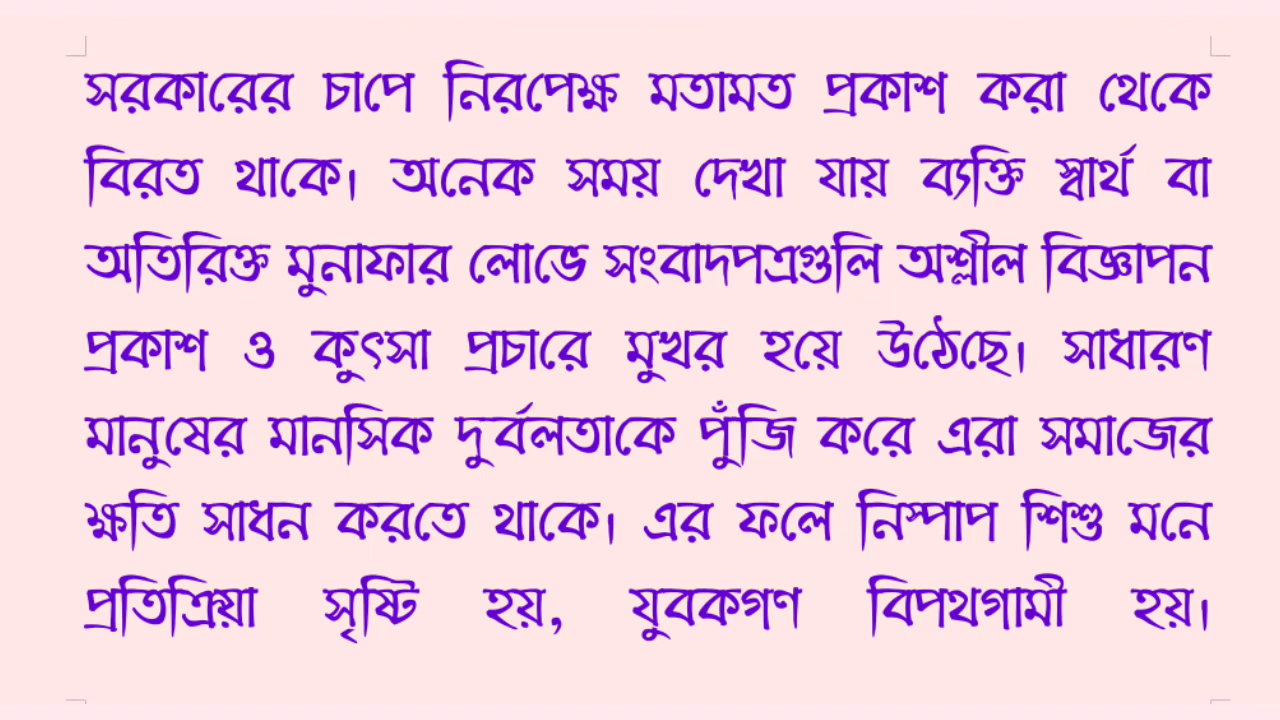 সরকারের চাপে নিরপেক্ষ মতামত প্রকাশ করা থেকে
বিরত থাকে। অনেক সময় দেখা যায় ব্যক্তি স্বার্থ বা
অতিরিক্ত মুনাফার লোভে সংবাদপত্রগুলি অশ্লীল বিজ্ঞাপন
প্রকাশ ও কুৎসা প্রচারে মুখর হয়ে উঠেছে। সাধারণ
মানুষের মানসিক দুর্বলতাকে পুঁজি করে এরা সমাজের
ক্ষতি সাধন করতে থাকে। এর ফলে নিস্পাপ শিশু মনে
প্রতিক্রিয়া সৃষ্টি হয়, যুবকগণ বিপথগামী হয়।